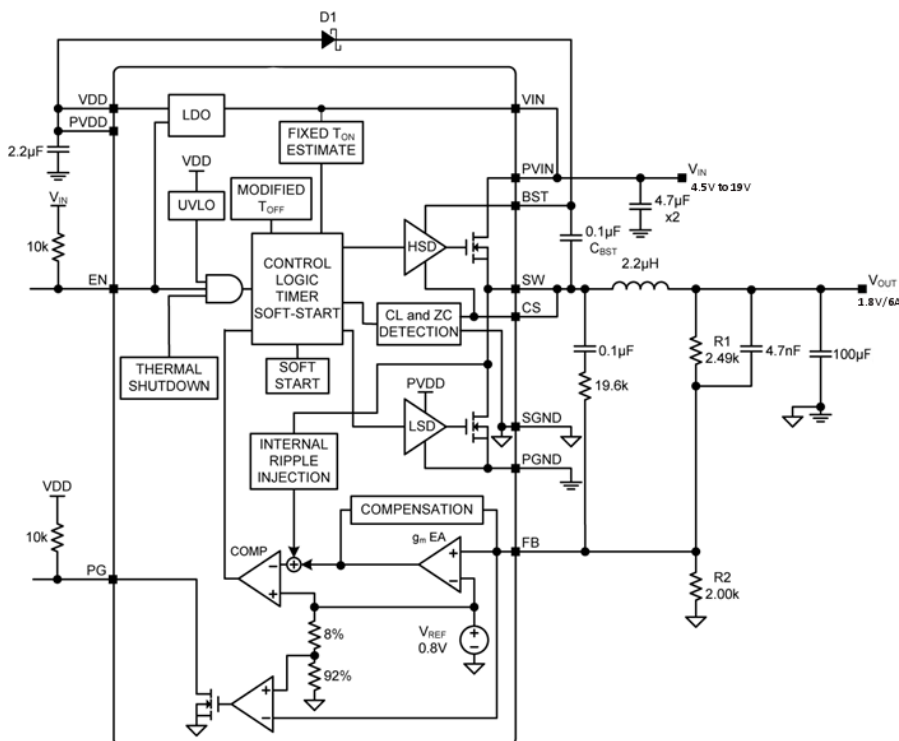 D1
VDD
PVDD
LDO
VIN
FIXED TON
ESTIMATE
2.2µF
VDD
UVLO
MODIFIED
TOFF
PVIN
VIN
4.5V to 19V
4.7µF
x2
BST
0.1µF
CBST
VIN
10k
EN
CONTROL
LOGIC
TIMER
SOFT-START
HSD
SW
2.2µH
VOUT
1.8V/6A
CS
CL and ZC
DETECTION
THERMAL
SHUTDOWN
SOFT
START
0.1µF
19.6k
R1
2.49k
4.7nF
100µF
PVDD
LSD
SGND
PGND
INTERNAL
RIPPLE
INJECTION
VDD
10k
PG
COMPENSATION
gm EA
FB
COMP
+
−
+
−
+
VREF
0.8V
+
−
R2
2.00k
8%
92%
+
−